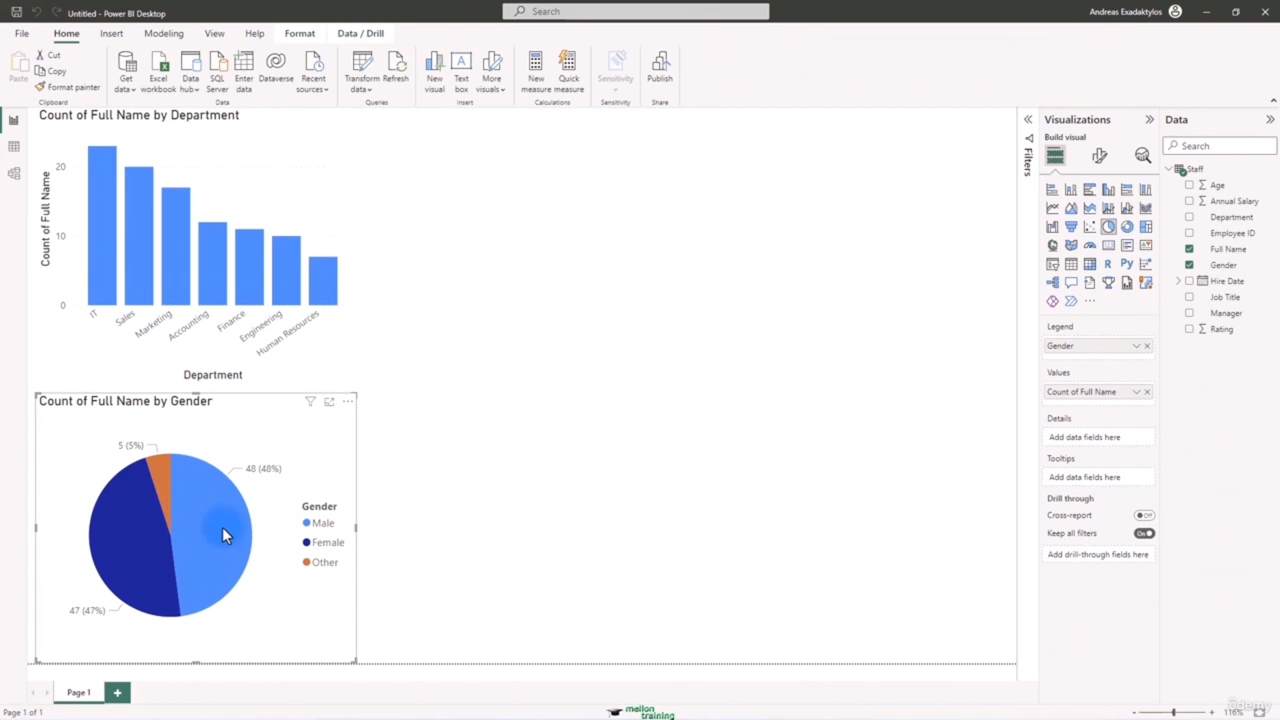 Untitled - Power BI Desktop
Search
Andreas Exadaktylos
File
Home
Insert
Modeling
View
Help
Format
Data / Drill
Paste
Cut
Copy
Format painter
Clipboard
Get data
Excel workbook
Data hub
SQL Server
Enter data
Dataverse
Recent sources
Data
Transform data
Refresh
Queries
New visual
Text box
More visuals
Insert
New measure
Quick measure
Calculations
Sensitivity
Sensitivity
Publish
Share
Count of Full Name by Department
Count of Full Name
20
10
0
IT
Sales
Marketing
Accounting
Finance
Engineering
Human Resources
Department
Count of Full Name by Gender
5 (5%)
48 (48%)
47 (47%)
Gender
Male
Female
Other
Filters
Visualizations
Build visual
R
Py
Legend
Gender
Values
Count of Full Name
Details
Add data fields here
Tooltips
Add data fields here
Drill through
Cross-report
Off
Keep all filters
On
Add drill-through fields here
Data
Search
Staff
Age
Annual Salary
Department
Employee ID
Full Name
Gender
Hire Date
Job Title
Manager
Rating
Page 1
Page 1 of 1
mellon
training
116%
ûdemy